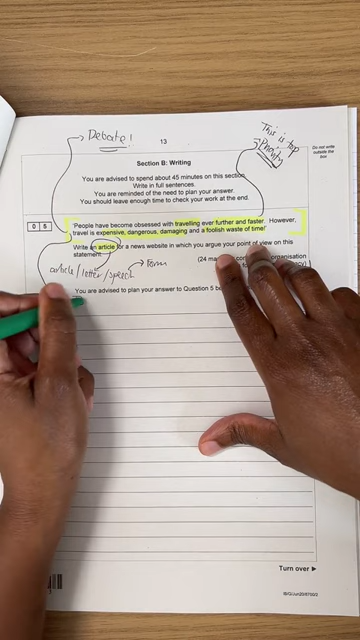 Debate!
This is top
Priority
13
Do not write
outside the
box
Section B: Writing
You are advised to spend about 45 minutes on this section.
Write in full sentences.
You are reminded of the need to plan your answer.
You should leave enough time to check your work at the end.
0 5
'People have become obsessed with travelling ever further and faster. However,
travel is expensive, dangerous, damaging and a foolish waste of time!'
Write an article for a news website in which you argue your point of view on this
statement.
(24 organisation
article/letter/speech → Form
You are advised to plan your answer to Question 5
Turn over ►